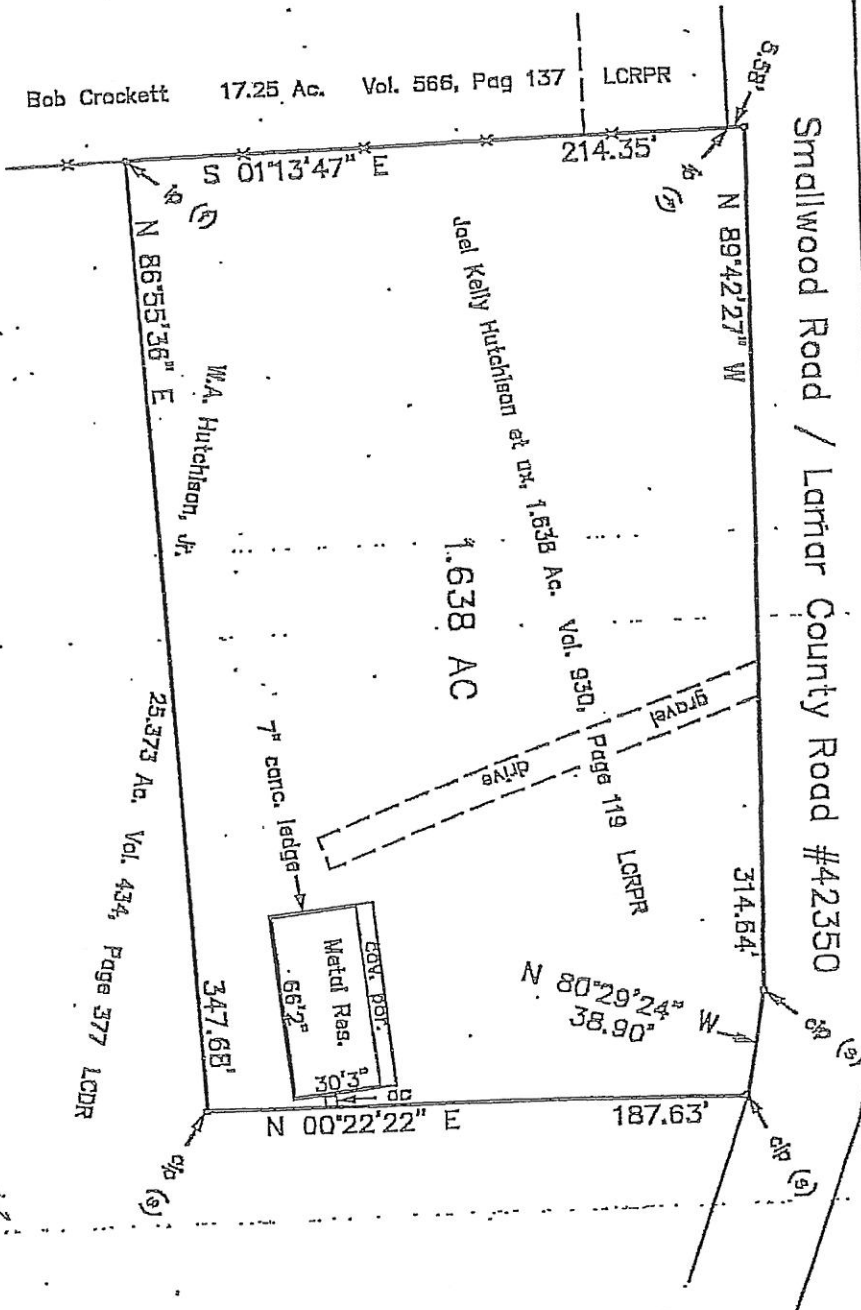 Bob Crockett 17.25 Ac. Vol. 566, Pag 137 LCRPR
5.58'
Smallwood Road / Lamar County Road #42350
S 01°13'47" E 214.35'
(f)
(f)
N 89°42'27" W 314.64'
N 86°55'36" E 347.68'
Joel Kelly Hutchison et ux, 1.638 Ac. Vol. 930, Page 119 LCRPR
W.A. Hutchison, Jr.
25.373 Ac. Vol. 434, Page 377 LCDR
1.638 AC
gravel
drive
7" conc. ledge
cov. por.
Metal Res.
66'2"
30'3"
N 80°29'24" W
38.90'
N 00°22'22" E 187.63'
c/p (s)
c/p (s)
c/p (s)